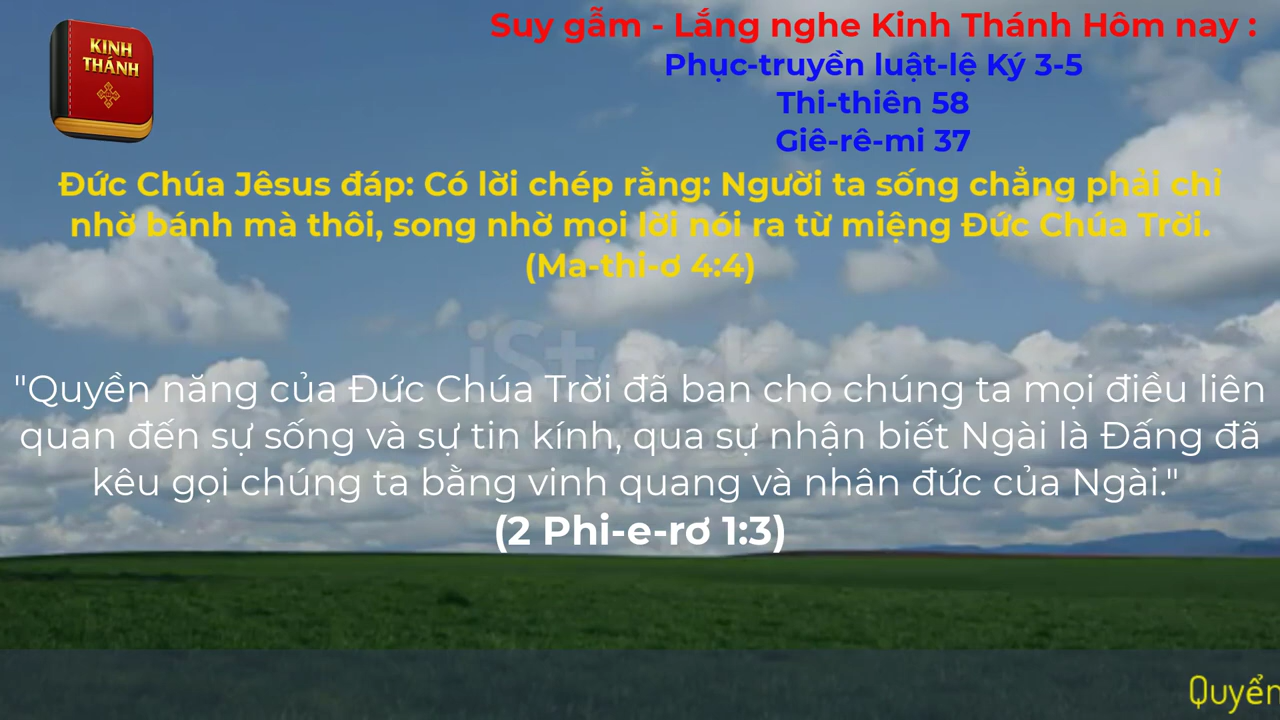 KINH
THÁNH
Suy gẫm - Lắng nghe Kinh Thánh Hôm nay :
Phục-truyền luật-lệ Ký 3-5
Thi-thiên 58
Giê-rê-mi 37
Đức Chúa Jêsus đáp: Có lời chép rằng: Người ta sống chẳng phải chỉ
nhờ bánh mà thôi, song nhờ mọi lời nói ra từ miệng Đức Chúa Trời.
(Ma-thi-ơ 4:4)
iStock
"Quyền năng của Đức Chúa Trời đã ban cho chúng ta mọi điều liên
quan đến sự sống và sự tin kính, qua sự nhận biết Ngài là Đấng đã
kêu gọi chúng ta bằng vinh quang và nhân đức của Ngài."
(2 Phi-e-rơ 1:3)
Quyển